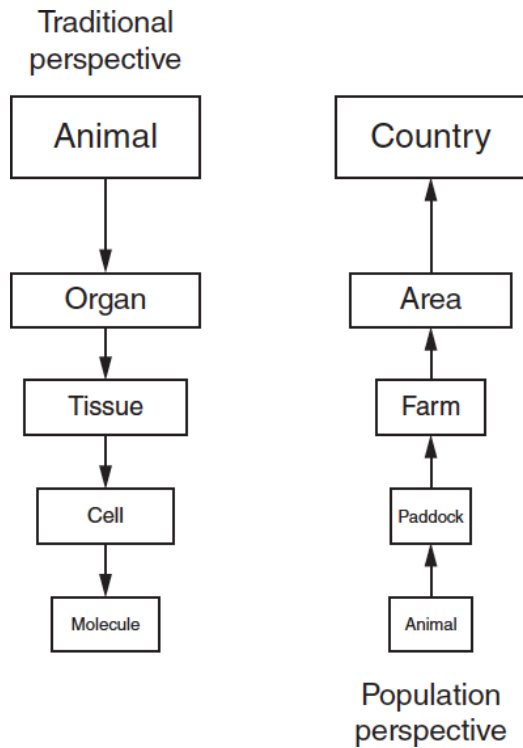 Traditional
perspective
Animal
Organ
Tissue
Cell
Molecule
Country
Area
Farm
Paddock
Animal
Population
perspective